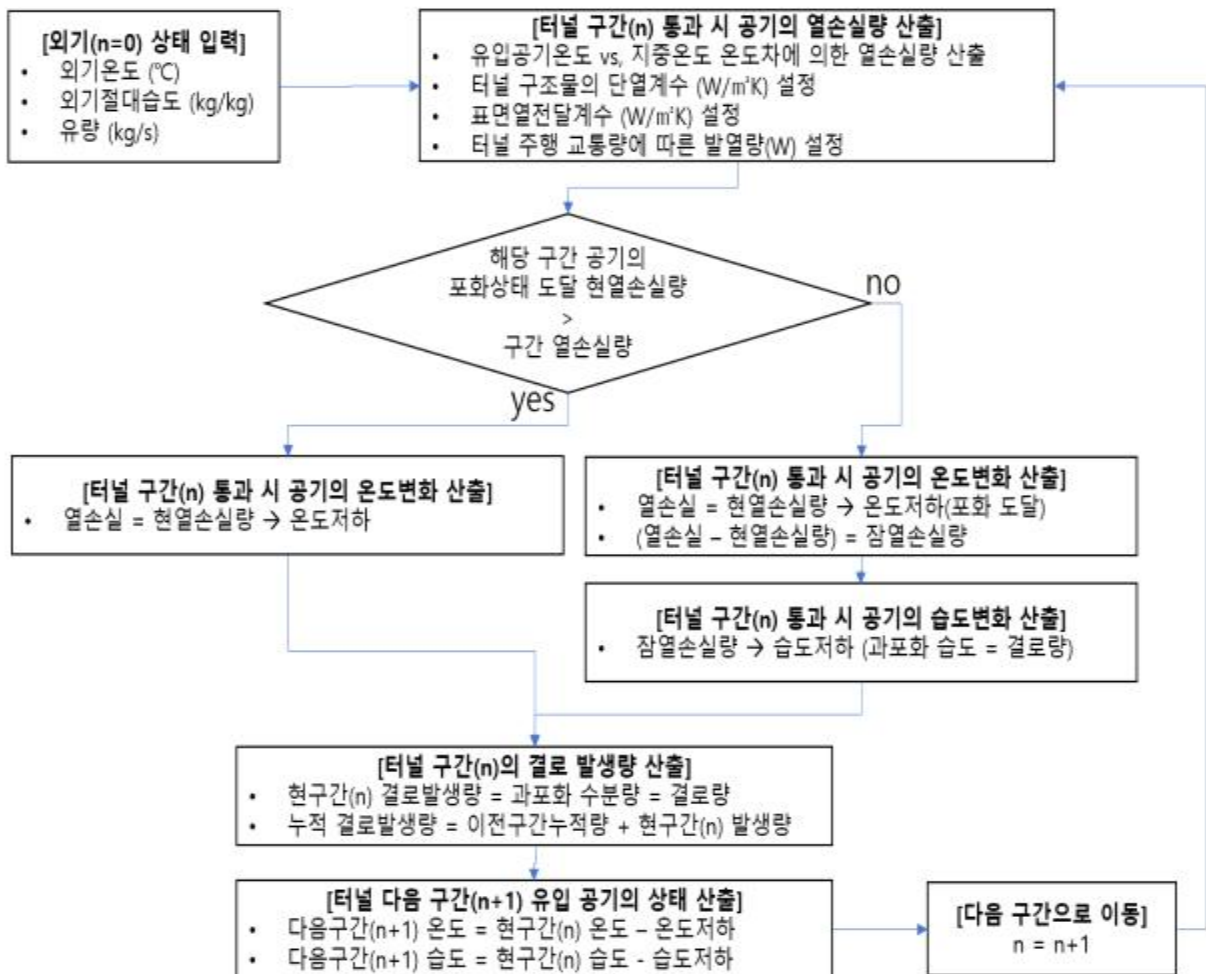 [외기(n=0) 상태 입력]
• 외기온도 (℃)
• 외기절대습도 (kg/kg)
• 유량 (kg/s)
[터널 구간(n) 통과 시 공기의 열손실량 산출]
• 유입공기온도 vs, 지중온도 온도차에 의한 열손실량 산출
• 터널 구조물의 단열계수 (W/㎡K) 설정
• 표면열전달계수 (W/㎡K) 설정
• 터널 주행 교통량에 따른 발열량(W) 설정
해당 구간 공기의
포화상태 도달 현열손실량
>
구간 열손실량
no
yes
[터널 구간(n) 통과 시 공기의 온도변화 산출]
• 열손실 = 현열손실량 → 온도저하
[터널 구간(n) 통과 시 공기의 온도변화 산출]
• 열손실 = 현열손실량 → 온도저하(포화 도달)
• (열손실 – 현열손실량) = 잠열손실량
[터널 구간(n) 통과 시 공기의 습도변화 산출]
• 잠열손실량 → 습도저하 (과포화 습도 = 결로량)
[터널 구간(n)의 결로 발생량 산출]
• 현구간(n) 결로발생량 = 과포화 수분량 = 결로량
• 누적 결로발생량 = 이전구간누적량 + 현구간(n) 발생량
[터널 다음 구간(n+1) 유입 공기의 상태 산출]
• 다음구간(n+1) 온도 = 현구간(n) 온도 – 온도저하
• 다음구간(n+1) 습도 = 현구간(n) 습도 - 습도저하
[다음 구간으로 이동]
n = n+1